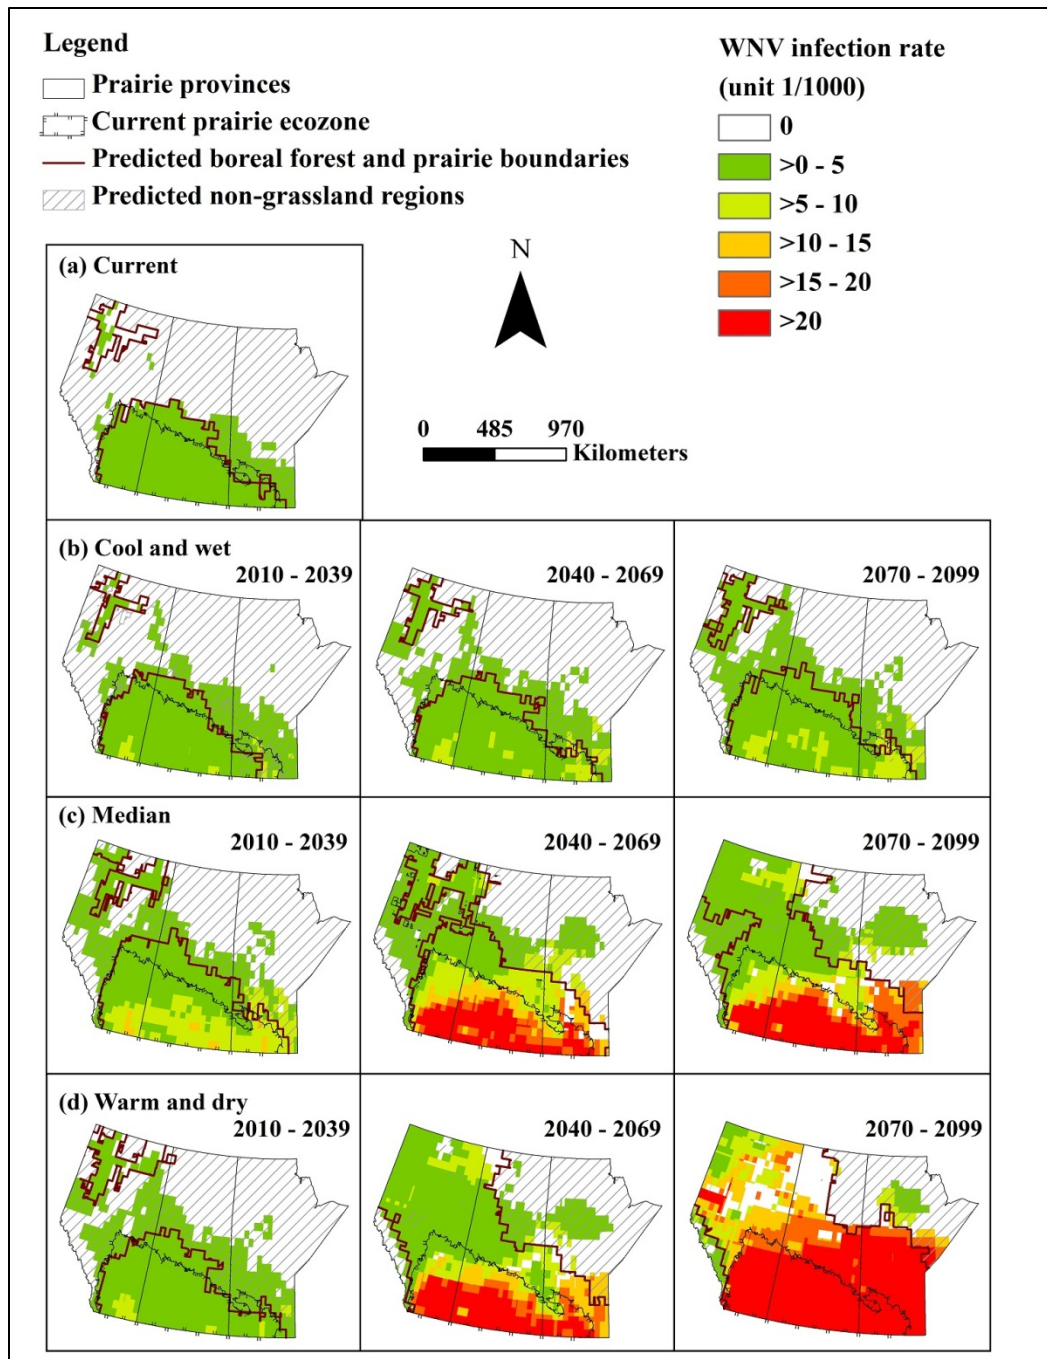 Legend
Prairie provinces
Current prairie ecozone
Predicted boreal forest and prairie boundaries
Predicted non-grassland regions
WNV infection rate
(unit 1/1000)
0
>0 - 5
>5 - 10
>10 - 15
>15 - 20
>20
N
0 485 970
Kilometers
(a) Current
(b) Cool and wet
2010 - 2039
2040 - 2069
2070 - 2099
(c) Median
2010 - 2039
2040 - 2069
2070 - 2099
(d) Warm and dry
2010 - 2039
2040 - 2069
2070 - 2099